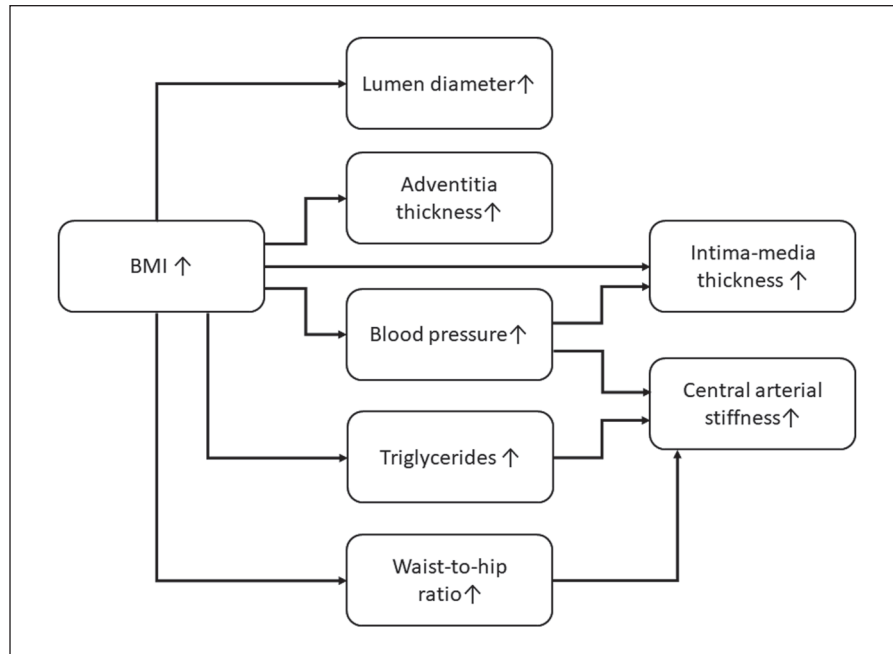 Lumen diameter↑
Adventitia
thickness↑
BMI ↑
Intima-media
thickness ↑
Blood pressure↑
Central arterial
stiffness↑
Triglycerides ↑
Waist-to-hip
ratio↑